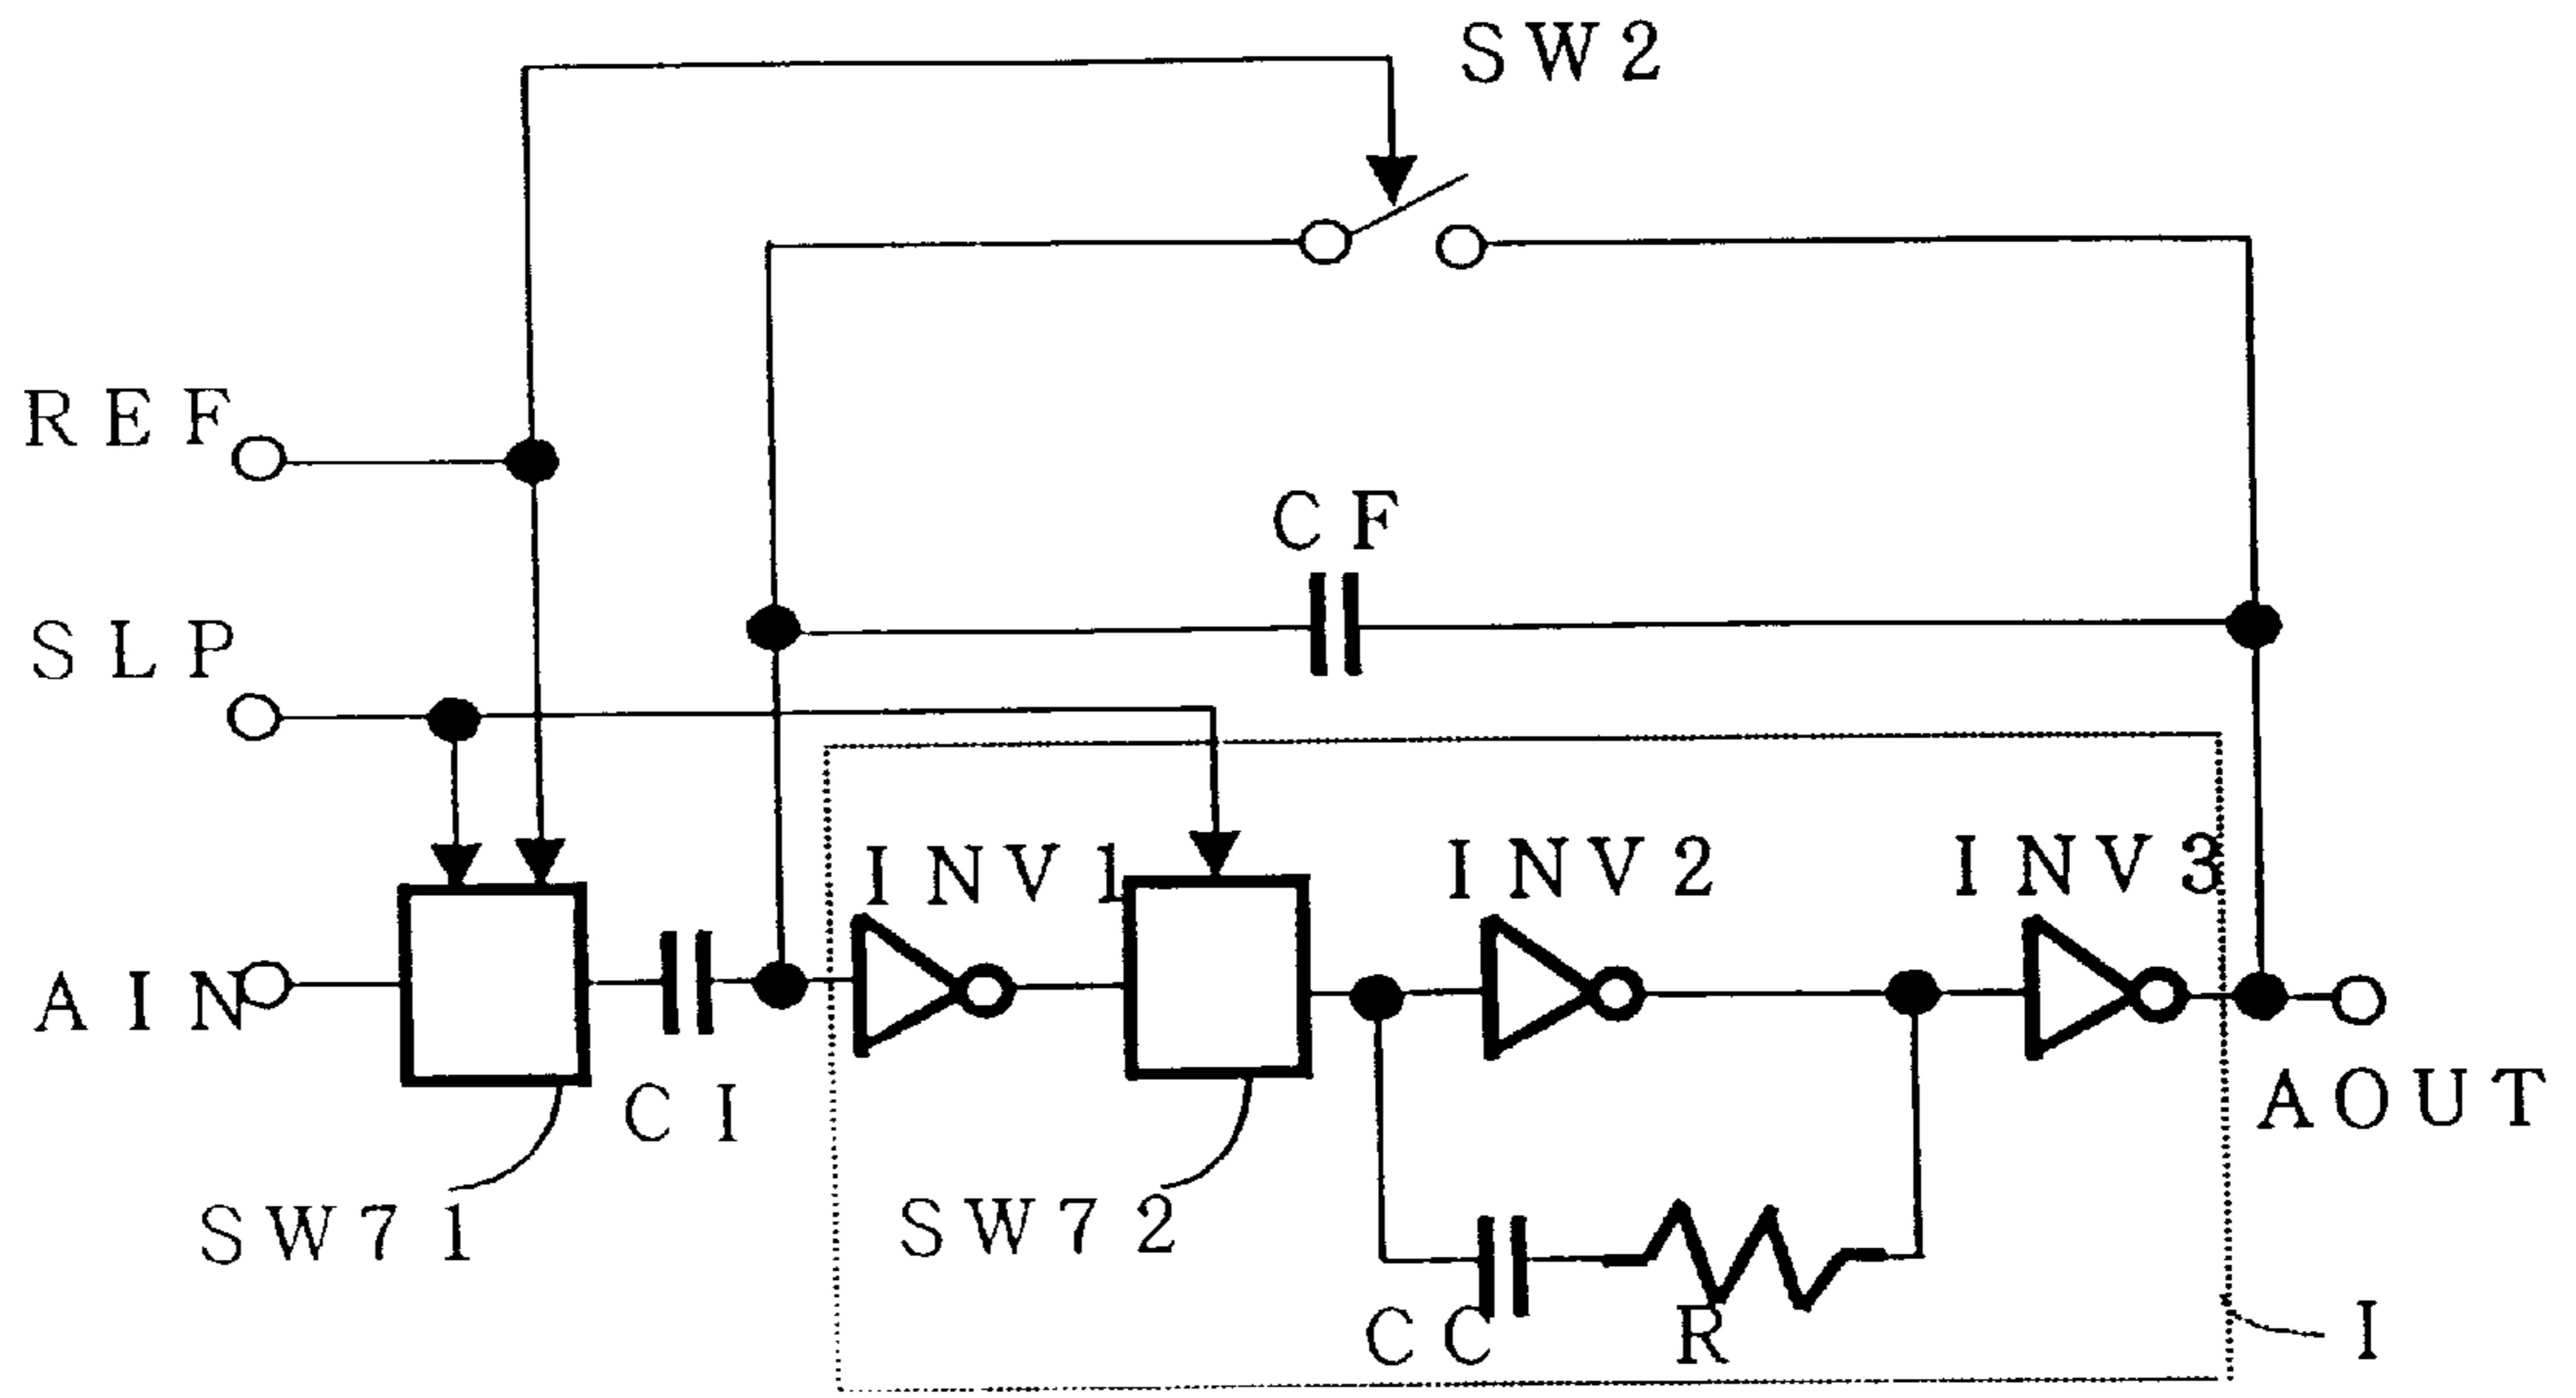 SW2
REF
CF
SLP
INV1
INV2
INV3
AIN
CI
AOUT
SW71
SW72
CC
R
I